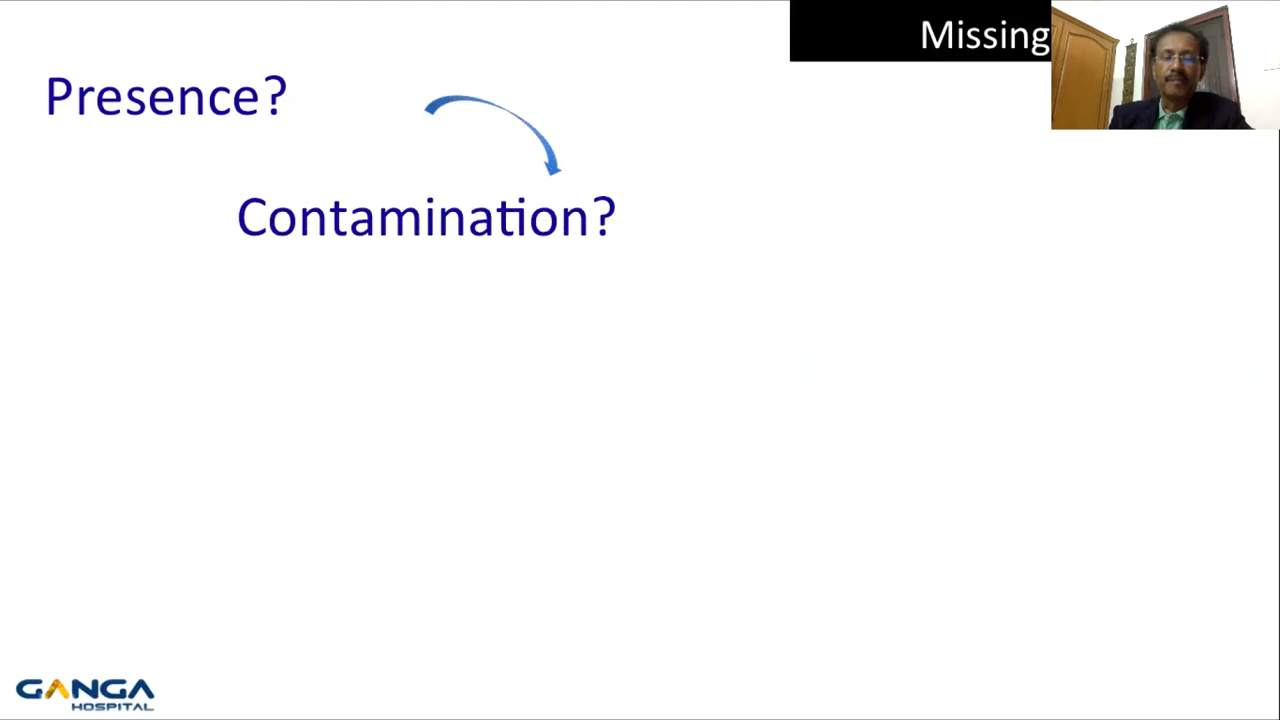 Missing
Presence?
Contamination?
GANGA
HOSPITAL